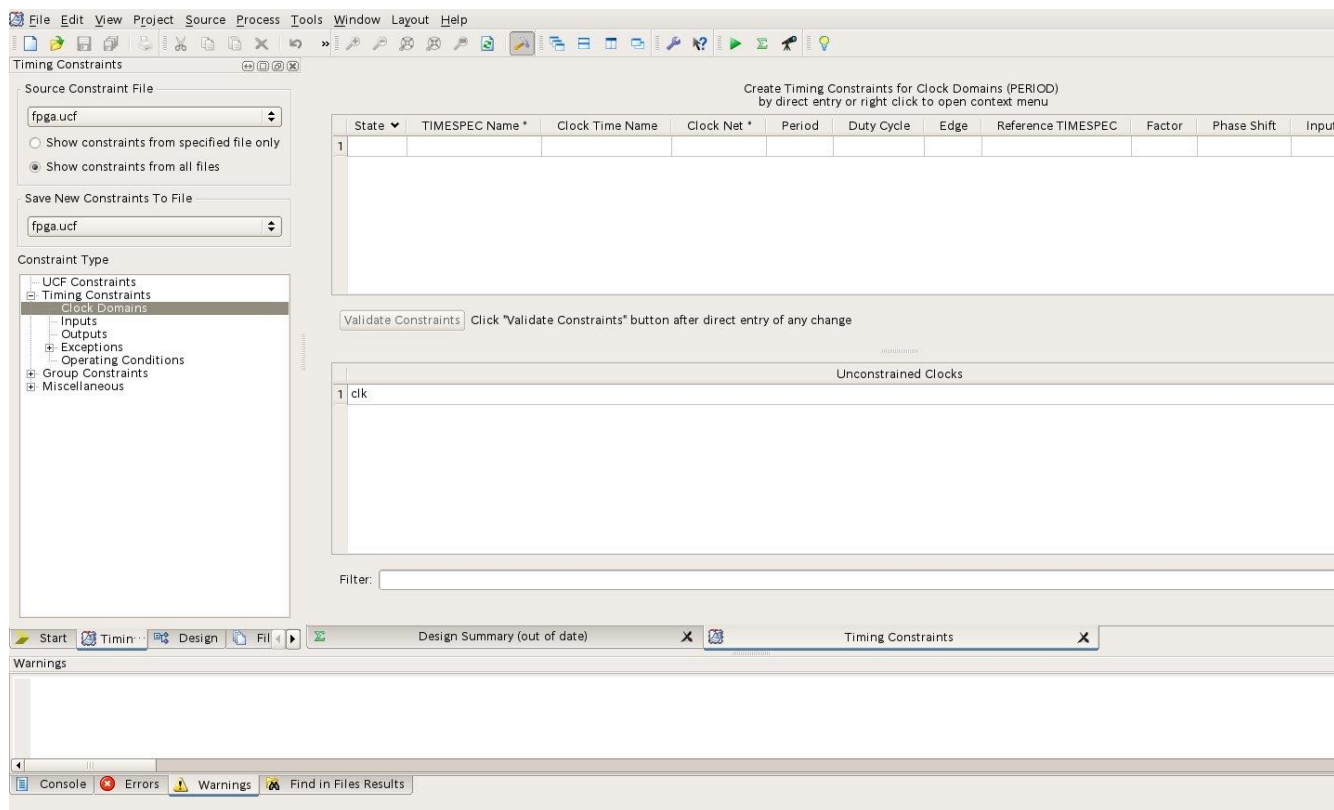 File Edit View Project Source Process Tools Window Layout Help
Timing Constraints
Source Constraint File
fpga.ucf
Show constraints from specified file only
Show constraints from all files
Save New Constraints To File
fpga.ucf
Constraint Type
UCF Constraints
Timing Constraints
Clock Domains
Inputs
Outputs
Exceptions
Operating Conditions
Group Constraints
Miscellaneous
Create Timing Constraints for Clock Domains (PERIOD)
by direct entry or right click to open context menu
State TIMESPEC Name * Clock Time Name Clock Net * Period Duty Cycle Edge Reference TIMESPEC Factor Phase Shift Input
1
Validate Constraints Click "Validate Constraints" button after direct entry of any change
Unconstrained Clocks
1 clk
Filter:
Start Timin... Design Fil
Design Summary (out of date) Timing Constraints
Warnings
Console Errors Warnings Find in Files Results